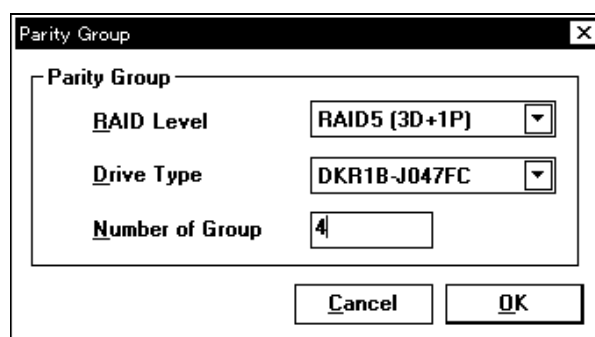 Parity Group
Parity Group
RAID Level RAID5 (3D+1P)
Drive Type DKR1B-J047FC
Number of Group 4
Cancel OK